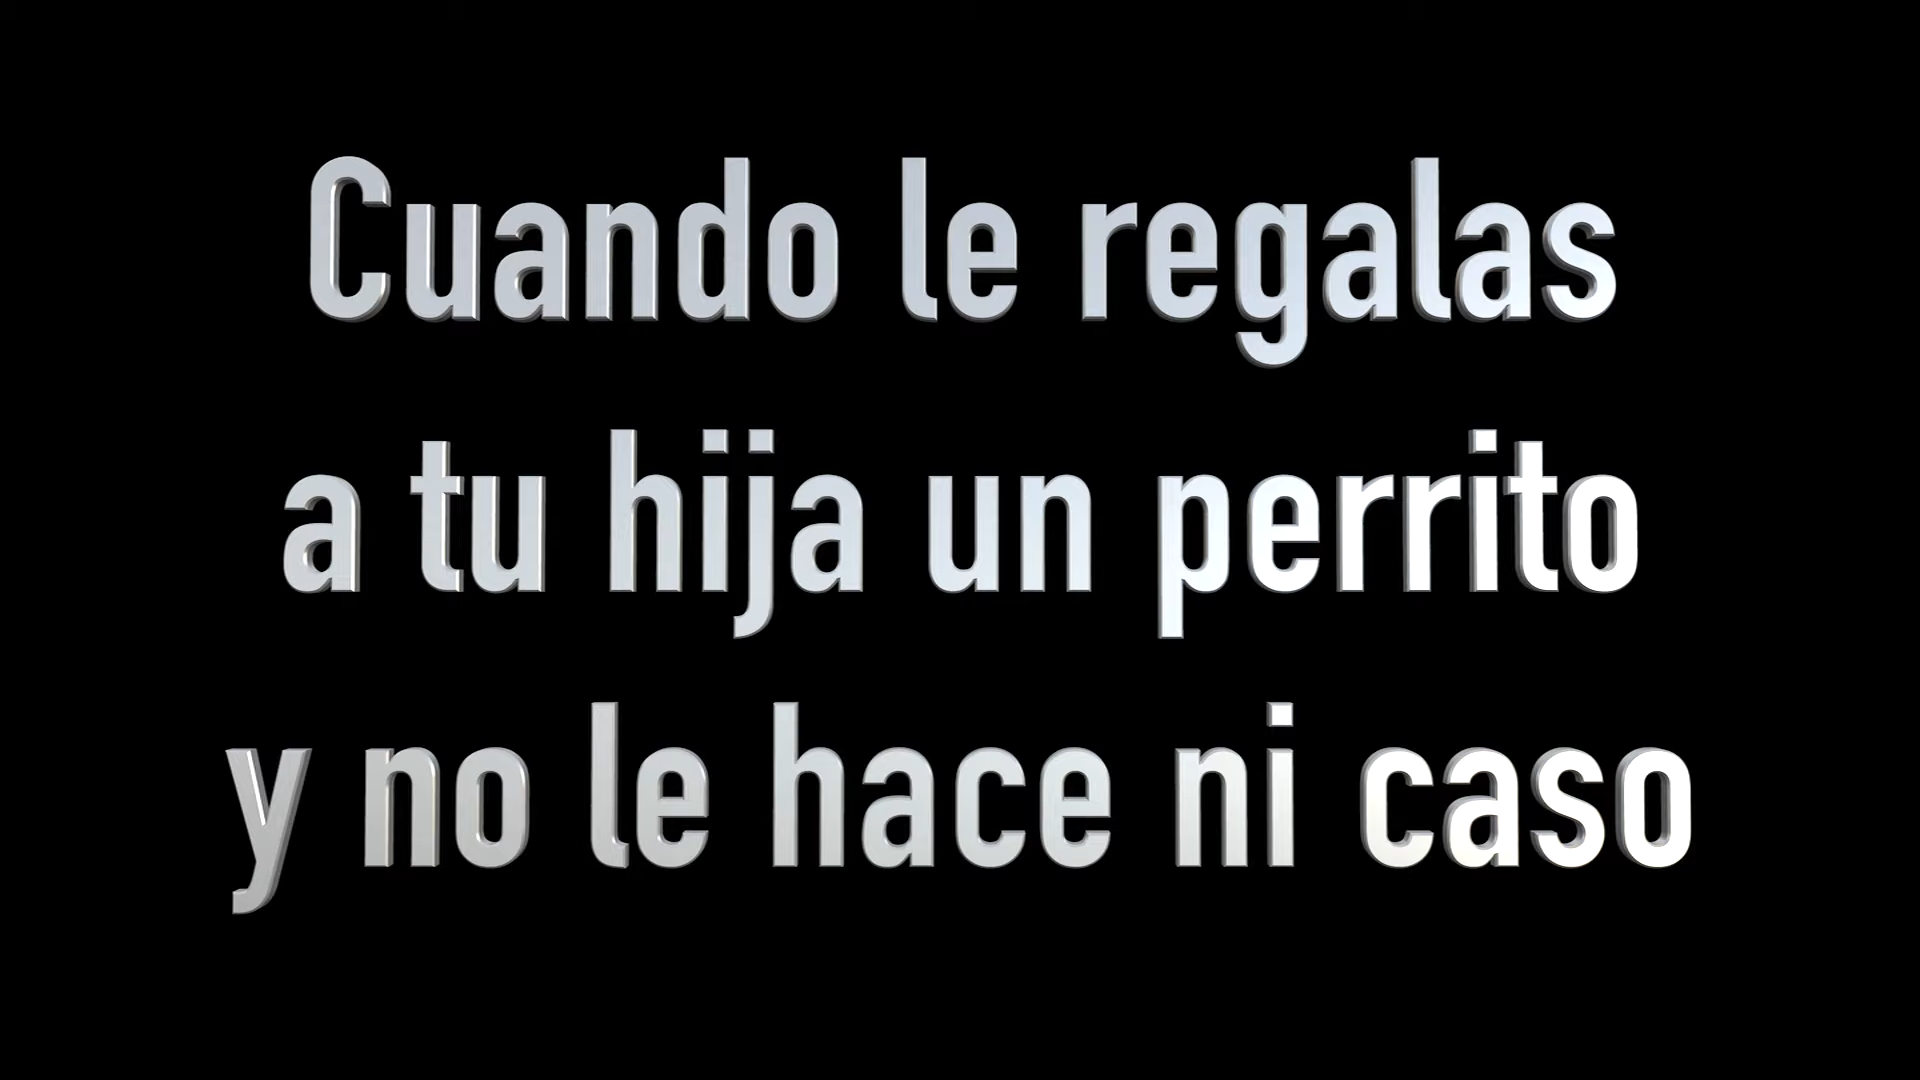 Cuando le regalas
a tu hija un perrito
y no le hace ni caso